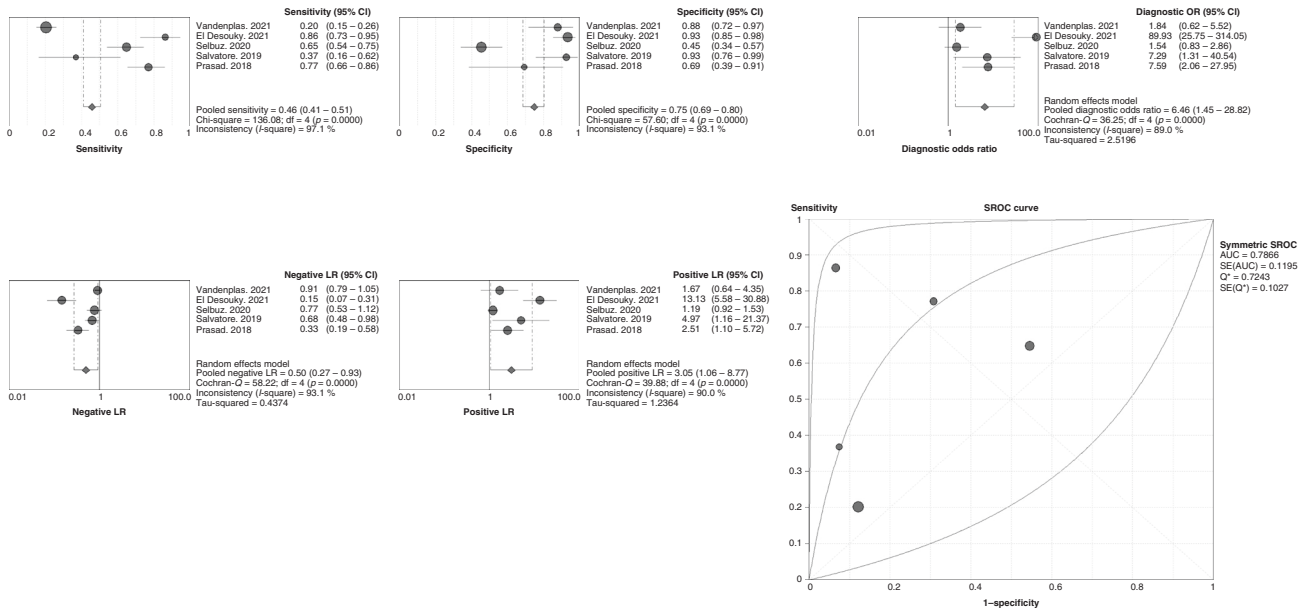 Sensitivity (95% CI)
Vandenplas. 2021 0.20 (0.15 – 0.26)
El Desouky. 2021 0.86 (0.73 – 0.95)
Selbuz. 2020 0.65 (0.54 – 0.75)
Salvatore. 2019 0.37 (0.16 – 0.62)
Prasad. 2018 0.77 (0.66 – 0.86)
Pooled sensitivity = 0.46 (0.41 – 0.51)
Chi-square = 136.08; df = 4 (p = 0.0000)
Inconsistency (I-square) = 97.1 %
0 0.2 0.4 0.6 0.8 1
Sensitivity
Specificity (95% CI)
Vandenplas. 2021 0.88 (0.72 – 0.97)
El Desouky. 2021 0.93 (0.85 – 0.98)
Selbuz. 2020 0.45 (0.34 – 0.57)
Salvatore. 2019 0.93 (0.76 – 0.99)
Prasad. 2018 0.69 (0.39 – 0.91)
Pooled specificity = 0.75 (0.69 – 0.80)
Chi-square = 57.60; df = 4 (p = 0.0000)
Inconsistency (I-square) = 93.1 %
0 0.2 0.4 0.6 0.8 1
Specificity
Diagnostic OR (95% CI)
Vandenplas. 2021 1.84 (0.62 – 5.52)
El Desouky. 2021 89.93 (25.75 – 314.05)
Selbuz. 2020 1.54 (0.83 – 2.86)
Salvatore. 2019 7.29 (1.31 – 40.54)
Prasad. 2018 7.59 (2.06 – 27.95)
Random effects model
Pooled diagnostic odds ratio = 6.46 (1.45 – 28.82)
Cochran-Q = 36.25; df = 4 (p = 0.0000)
Inconsistency (I-square) = 89.0 %
Tau-squared = 2.5196
0.01 1 100.0
Diagnostic odds ratio
Negative LR (95% CI)
Vandenplas. 2021 0.91 (0.79 – 1.05)
El Desouky. 2021 0.15 (0.07 – 0.31)
Selbuz. 2020 0.77 (0.53 – 1.12)
Salvatore. 2019 0.68 (0.48 – 0.98)
Prasad. 2018 0.33 (0.19 – 0.58)
Random effects model
Pooled negative LR = 0.50 (0.27 – 0.93)
Cochran-Q = 58.22; df = 4 (p = 0.0000)
Inconsistency (I-square) = 93.1 %
Tau-squared = 0.4374
0.01 1 100.0
Negative LR
Positive LR (95% CI)
Vandenplas. 2021 1.67 (0.64 – 4.35)
El Desouky. 2021 13.13 (5.58 – 30.88)
Selbuz. 2020 1.19 (0.92 – 1.53)
Salvatore. 2019 4.97 (1.16 – 21.37)
Prasad. 2018 2.51 (1.10 – 5.72)
Random effects model
Pooled positive LR = 3.05 (1.06 – 8.77)
Cochran-Q = 39.88; df = 4 (p = 0.0000)
Inconsistency (I-square) = 90.0 %
Tau-squared = 1.2364
0.01 1 100.0
Positive LR
Sensitivity SROC curve
1
0.9
0.8
0.7
0.6
0.5
0.4
0.3
0.2
0.1
0
0 0.2 0.4 0.6 0.8 1
1–specificity
Symmetric SROC
AUC = 0.7866
SE(AUC) = 0.1195
Q* = 0.7243
SE(Q*) = 0.1027